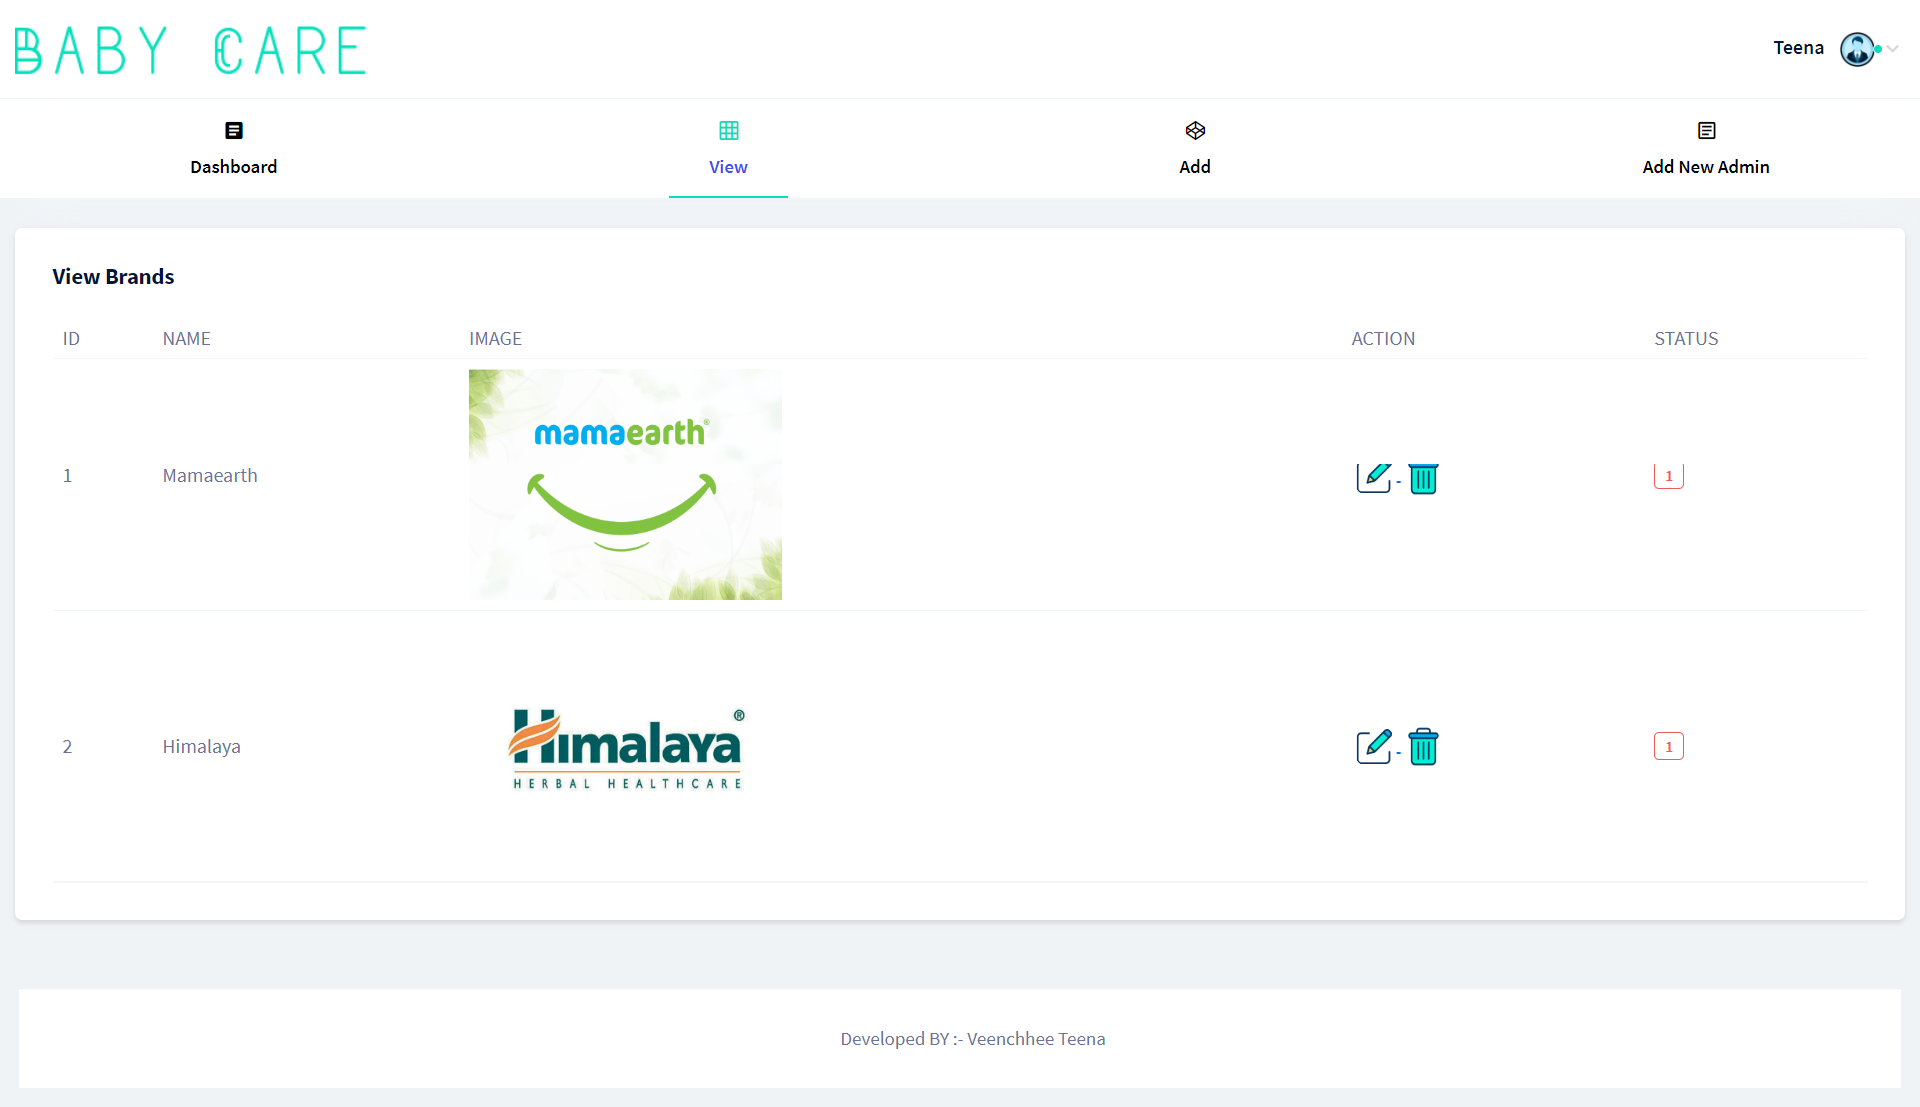 BABY CARE
Teena
Dashboard
View
Add
Add New Admin
View Brands
ID NAME IMAGE ACTION STATUS
mamaearth®
1 Mamaearth - 1
Himalaya®
HERBAL HEALTHCARE
2 Himalaya - 1
Developed BY :- Veenchhee Teena